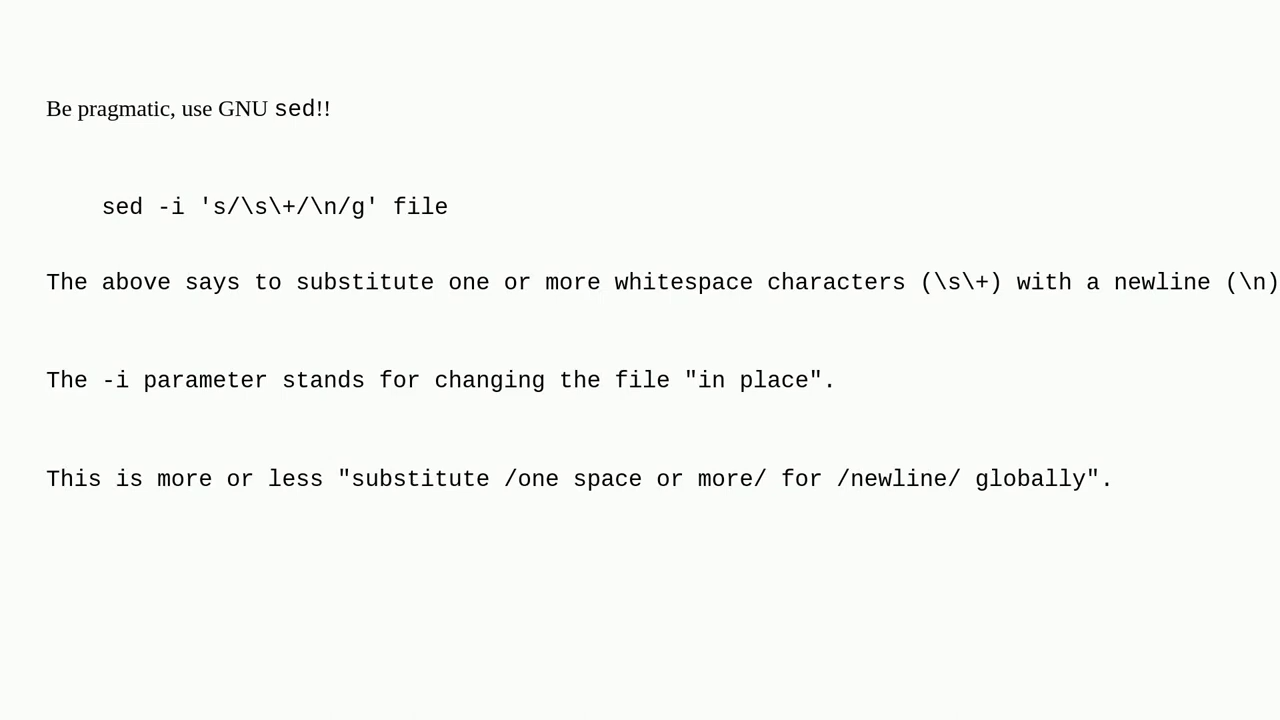 Be pragmatic, use GNU sed!!
sed -i 's/\s\+/\n/g' file
The above says to substitute one or more whitespace characters (\s\+) with a newline (\n)
The -i parameter stands for changing the file "in place".
This is more or less "substitute /one space or more/ for /newline/ globally".